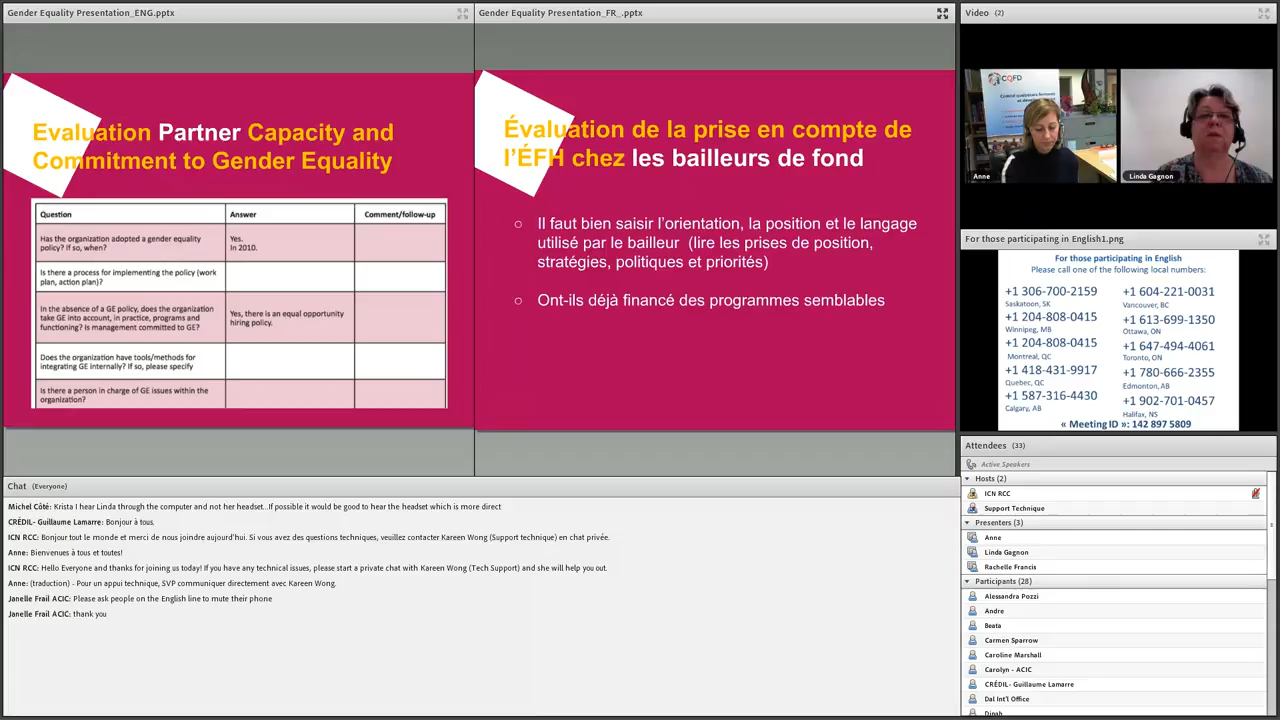 Gender Equality Presentation_ENG.pptx
Evaluation Partner Capacity and
Commitment to Gender Equality
Question
Answer
Comment/follow-up
Has the organization adopted a gender equality
policy? If so, when?
Yes.
In 2010.
Is there a process for implementing the policy (work
plan, action plan)?
In the absence of a GE policy, does the organization
take GE into account, in practice, programs and
functioning? Is management committed to GE?
Yes, there is an equal opportunity
hiring policy.
Does the organization have tools/methods for
integrating GE internally? If so, please specify
Is there a person in charge of GE issues within the
organization?
Gender Equality Presentation_FR_.pptx
Évaluation de la prise en compte de
l'ÉFH chez les bailleurs de fond
Il faut bien saisir l'orientation, la position et le langage
utilisé par le bailleur (lire les prises de position,
stratégies, politiques et priorités)
Ont-ils déjà financé des programmes semblables
Video (2)
CQFD
Anne
Linda Gagnon
For those participating in English1.png
For those participating in English
Please call one of the following local numbers:
+1 306-700-2159
Saskatoon, SK
+1 204-808-0415
Winnipeg, MB
+1 204-808-0415
Montreal, QC
+1 418-431-9917
Quebec, QC
+1 587-316-4430
Calgary, AB
+1 604-221-0031
Vancouver, BC
+1 613-699-1350
Ottawa, ON
+1 647-494-4061
Toronto, ON
+1 780-666-2355
Edmonton, AB
+1 902-701-0457
Halifax, NS
« Meeting ID »: 142 897 5809
Attendees (33)
Active Speakers
Hosts (2)
ICN RCC
Support Technique
Presenters (3)
Anne
Linda Gagnon
Rachelle Francis
Participants (28)
Alessandra Pozzi
Andre
Beata
Carmen Sparrow
Caroline Marshall
Carolyn - ACIC
CRÉDIL- Guillaume Lamarre
Dal Int'l Office
Dinah
Chat (Everyone)
Michel Côté: Krista I hear Linda through the computer and not her headset...If possible it would be good to hear the headset which is more direct
CRÉDIL- Guillaume Lamarre: Bonjour à tous.
ICN RCC: Bonjour tout le monde et merci de nous joindre aujourd'hui. Si vous avez des questions techniques, veuillez contacter Kareen Wong (Support technique) en chat privée.
Anne: Bienvenues à tous et toutes!
ICN RCC: Hello Everyone and thanks for joining us today! If you have any technical issues, please start a private chat with Kareen Wong (Tech Support) and she will help you out.
Anne: (traduction) - Pour un appui technique, SVP communiquer directement avec Kareen Wong.
Janelle Frail ACIC: Please ask people on the English line to mute their phone
Janelle Frail ACIC: thank you